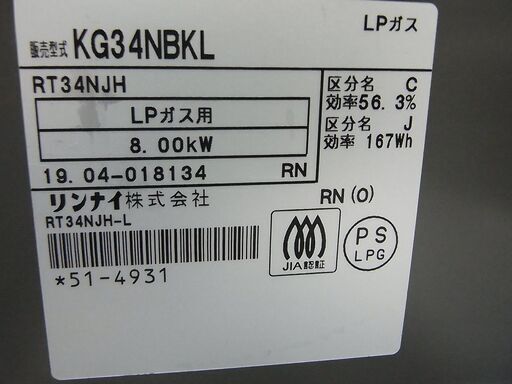 LPガス
販売型式 KG34NBKL
RT34NJH
LPガス用
8.00kW
19.04-018134 RN
区分名 C
効率56.3%
区分名 J
効率 167Wh
リンナイ株式会社
RN(0)
RT34NJH-L
*51-4931
JIA認証
PS
LPG